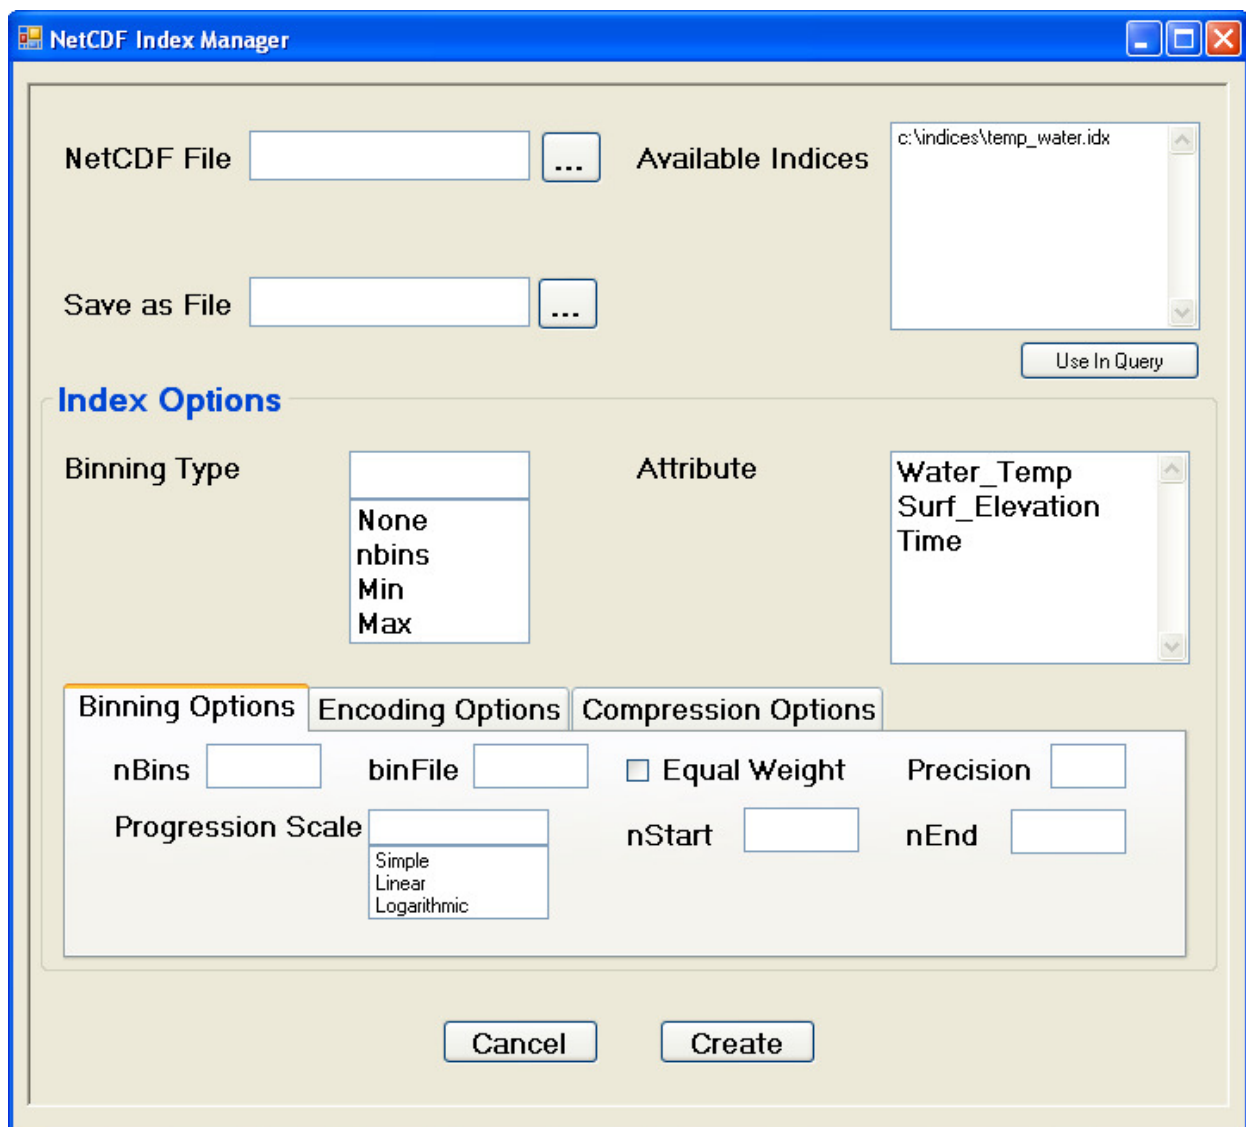 NetCDF Index Manager
NetCDF File
...
Available Indices
c:\indices\temp_water.idx
Save as File
...
Use In Query
Index Options
Binning Type
None
nbins
Min
Max
Attribute
Water_Temp
Surf_Elevation
Time
Binning Options
Encoding Options
Compression Options
nBins
binFile
Equal Weight
Precision
Progression Scale
Simple
Linear
Logarithmic
nStart
nEnd
Cancel
Create